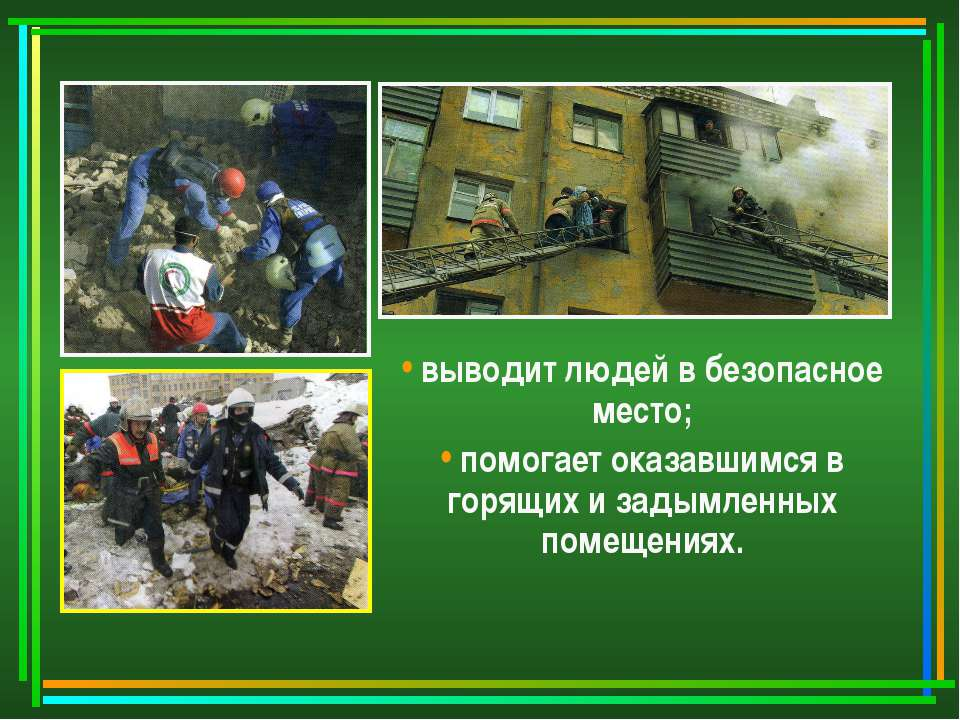 • выводит людей в безопасное
место;
• помогает оказавшимся в
горящих и задымленных
помещениях.